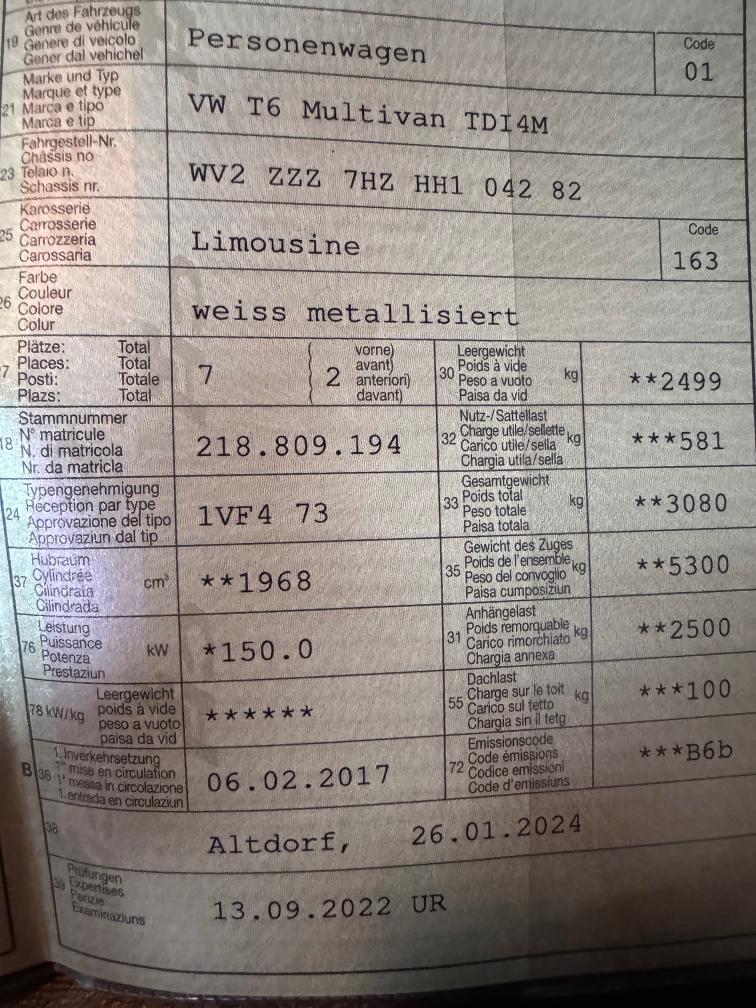 19 Art des Fahrzeugs
Genre de véhicule
Genere di veicolo
Gener dal vehichel
Personenwagen
Code
01
21 Marke und Typ
Marque et type
Marca e tipo
Marca e tip
VW T6 Multivan TDI4M
23 Fahrgestell-Nr.
Châssis no
Telaio n.
Schassis nr.
WV2 ZZZ 7HZ HH1 042 82
25 Karosserie
Carrosserie
Carrozzeria
Carossaria
Limousine
Code
163
26 Farbe
Couleur
Colore
Colur
weiss metallisiert
7 Plätze: Total
Places: Total
Posti: Totale
Plazs: Total
7
2
vorne)
avant)
anteriori)
davant)
30 Leergewicht
Poids à vide
Peso a vuoto
Paisa da vid
kg
**2499
18 Stammnummer
N° matricule
N. di matricola
Nr. da matricla
218.809.194
32 Nutz-/Sattellast
Charge utile/sellette
Carico utile/sella
Chargia utila/sella
kg
***581
24 Typengenehmigung
Réception par type
Approvazione del tipo
Approvaziun dal tip
1VF4 73
33 Gesamtgewicht
Poids total
Peso totale
Paisa totala
kg
**3080
37 Hubraum
Cylindrée
Cilindrata
Cilindrada
cm³
**1968
35 Gewicht des Zuges
Poids de l'ensemble
Peso del convoglio
Paisa cumposiziun
kg
**5300
76 Leistung
Puissance
Potenza
Prestaziun
kW
*150.0
31 Anhängelast
Poids remorquable
Carico rimorchiato
Chargia annexa
kg
**2500
78 kW/kg
Leergewicht
poids à vide
peso a vuoto
paisa da vid
******
55 Dachlast
Charge sur le toit
Carico sul tetto
Chargia sin il tetg
kg
***100
B 36 1. Inverkehrsetzung
1re mise en circulation
1a messa in circolazione
1. entrada en circulaziun
06.02.2017
72 Emissionscode
Code émissions
Codice emissioni
Code d'emissiuns
***B6b
38
Altdorf, 26.01.2024
39 Prüfungen
Expertises
Perizie
Examinaziuns
13.09.2022 UR